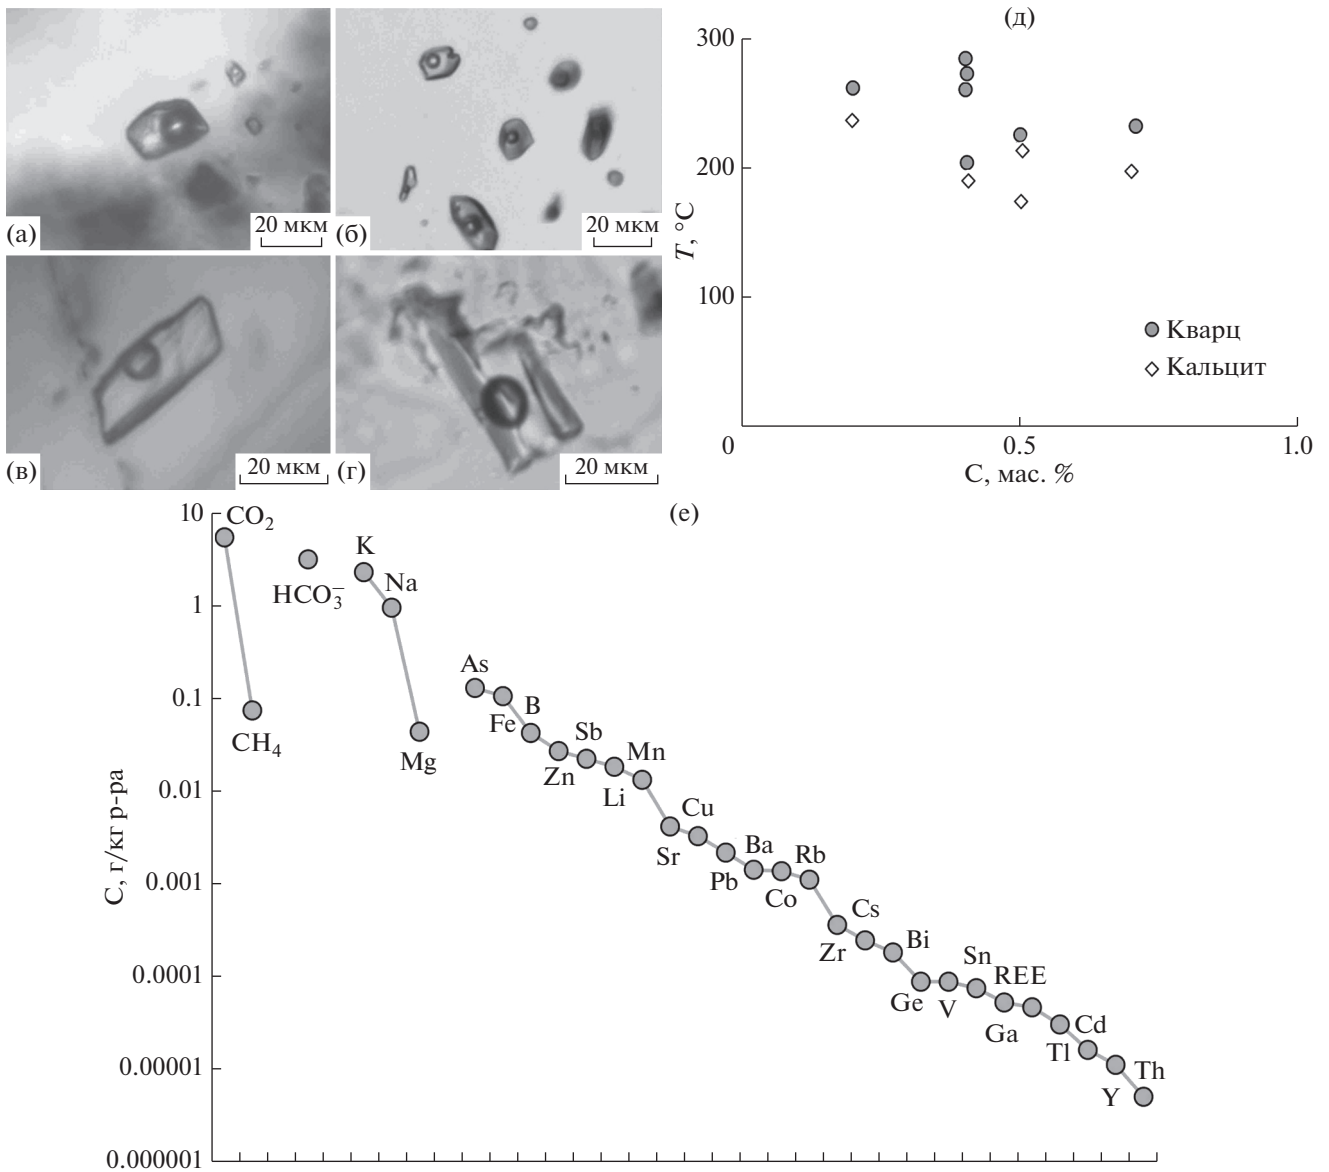 (а)
20 мкм
(б)
20 мкм
(в)
20 мкм
(г)
20 мкм
(д)
300
200
100
0
0.5
1.0
T, °C
C, мас. %
Кварц
Кальцит
(е)
10
1
0.1
0.01
0.001
0.0001
0.00001
0.000001
C, г/кг р-ра
CO₂
CH₄
HCO₃⁻
K
Na
Mg
As
Fe
B
Zn
Sb
Li
Mn
Sr
Cu
Pb
Ba
Co
Rb
Zr
Cs
Bi
Ge
V
Sn
Ga
REE
Tl
Cd
Y
Th